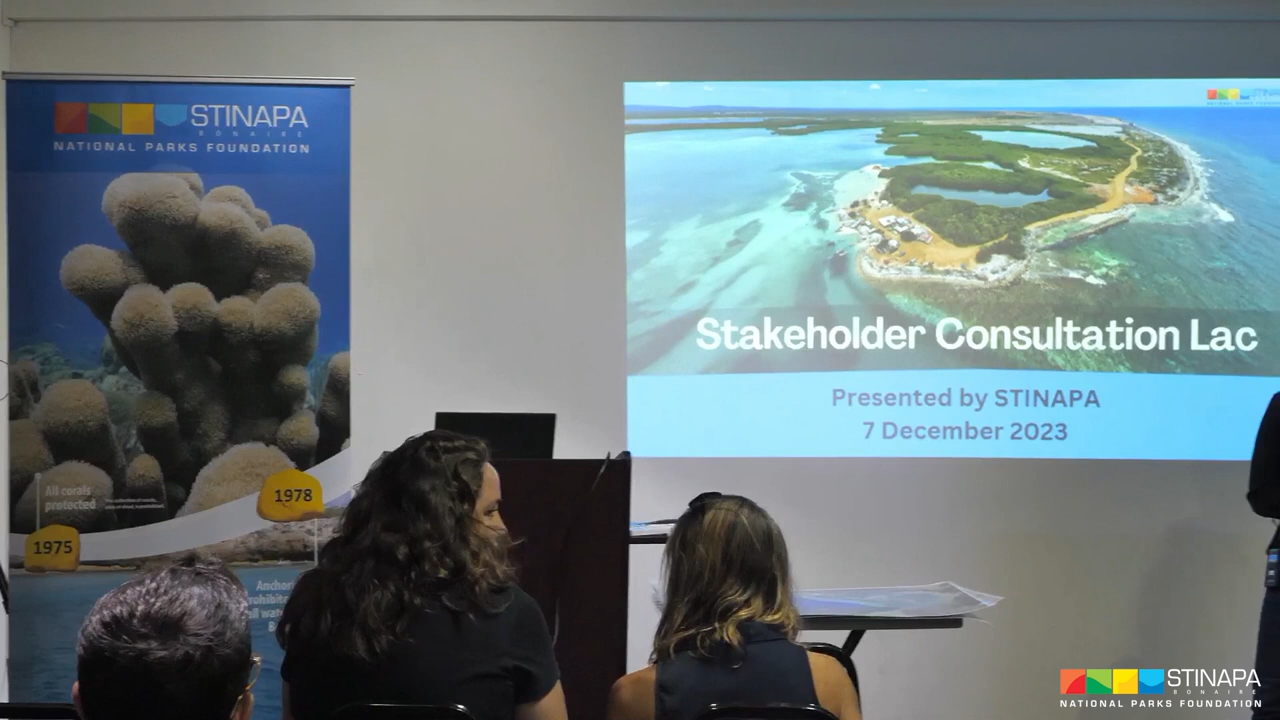 STINAPA
BONAIRE
NATIONAL PARKS FOUNDATION
All corals
protected
1978
1975
Stakeholder Consultation Lac
Presented by STINAPA
7 December 2023
STINAPA
BONAIRE
NATIONAL PARKS FOUNDATION